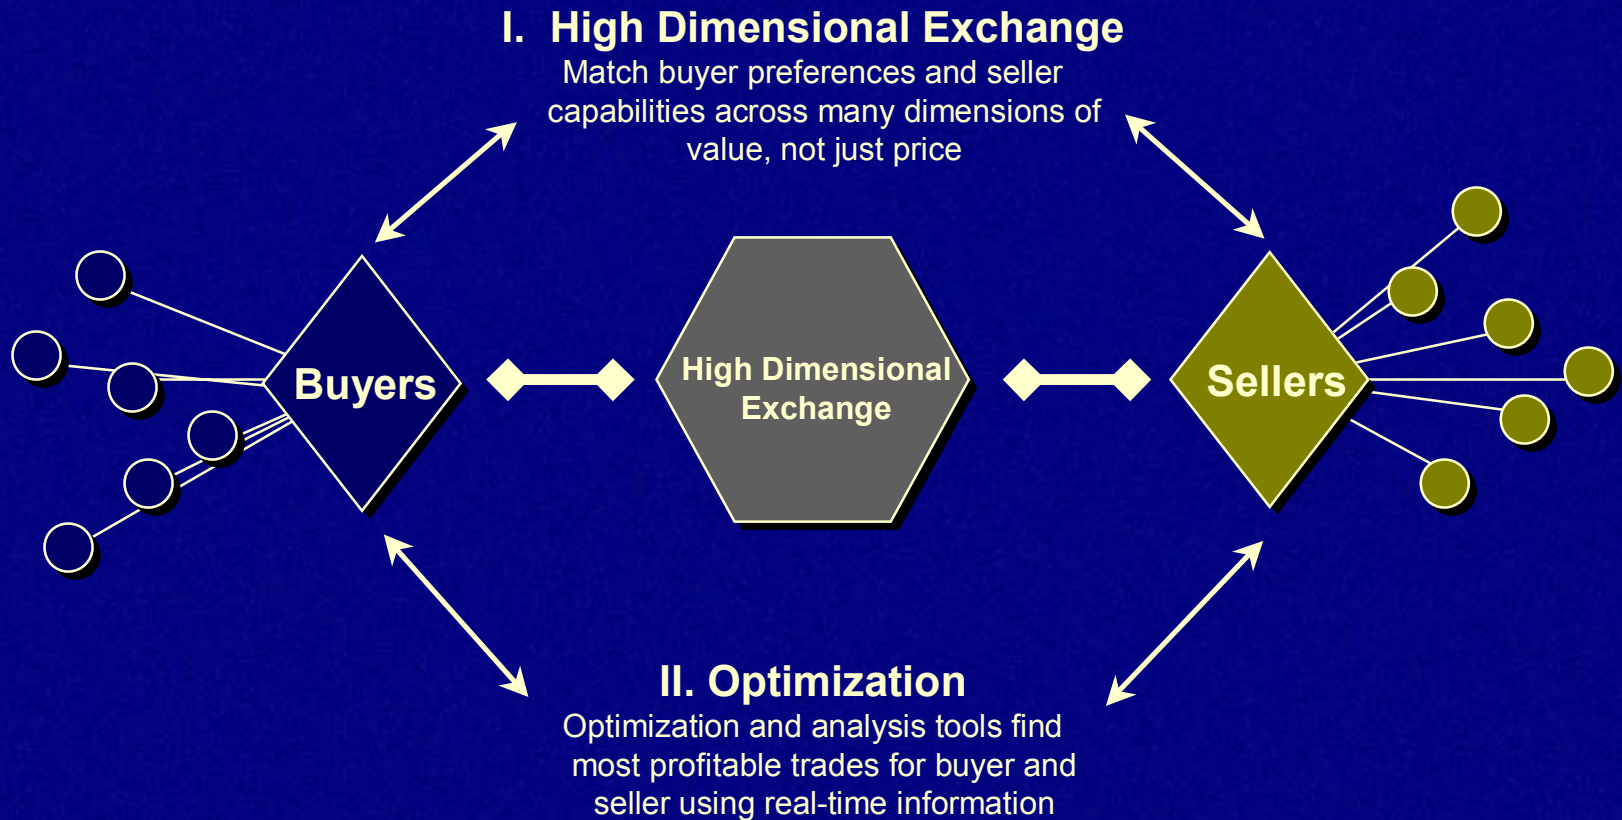 I. High Dimensional Exchange
Match buyer preferences and seller
capabilities across many dimensions of
value, not just price
Buyers
High Dimensional
Exchange
Sellers
II. Optimization
Optimization and analysis tools find
most profitable trades for buyer and
seller using real-time information